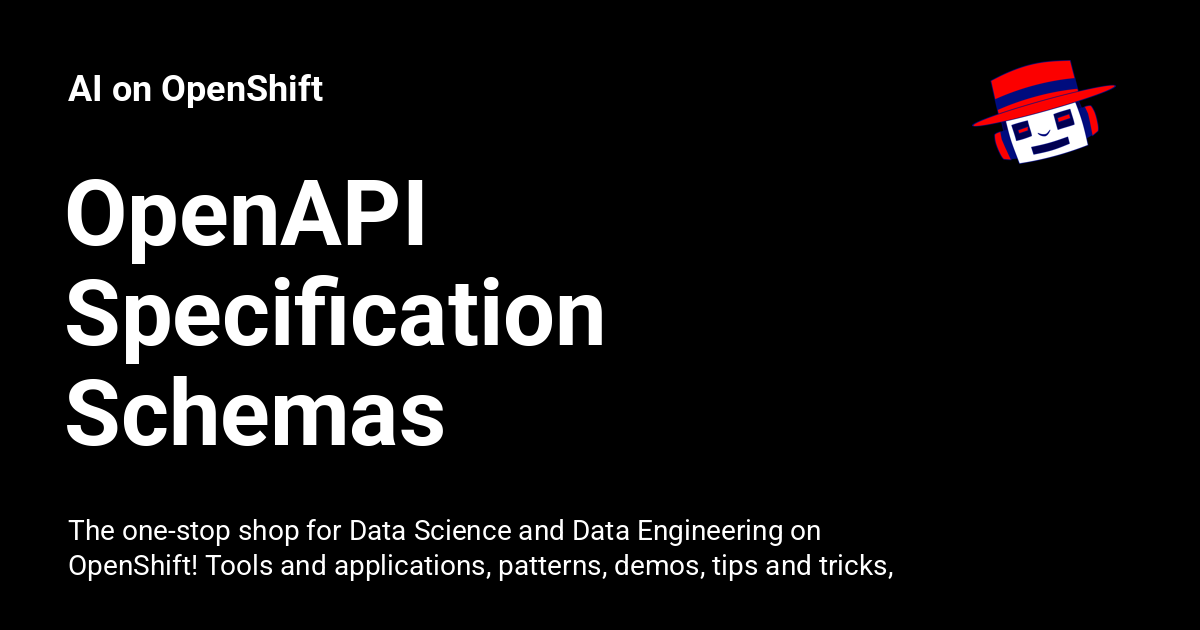 AI on OpenShift
OpenAPI
Specification
Schemas
The one-stop shop for Data Science and Data Engineering on
OpenShift! Tools and applications, patterns, demos, tips and tricks,